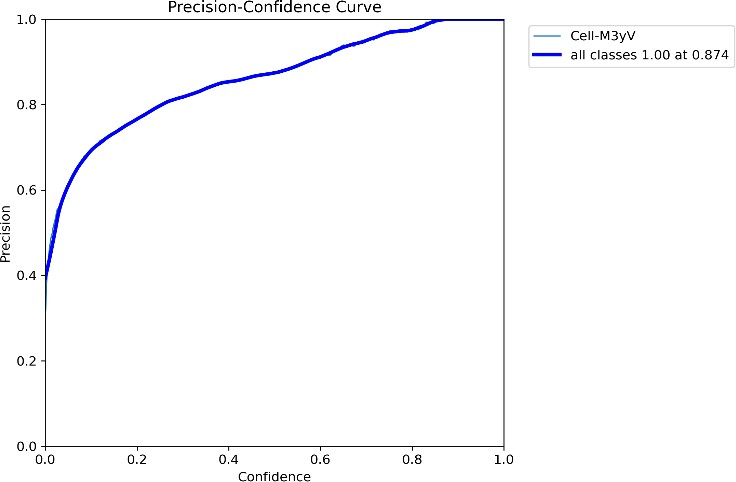 Precision-Confidence Curve
1.0
0.8
0.6
0.4
0.2
0.0
Precision
0.0 0.2 0.4 0.6 0.8 1.0
Confidence
Cell-M3yV
all classes 1.00 at 0.874